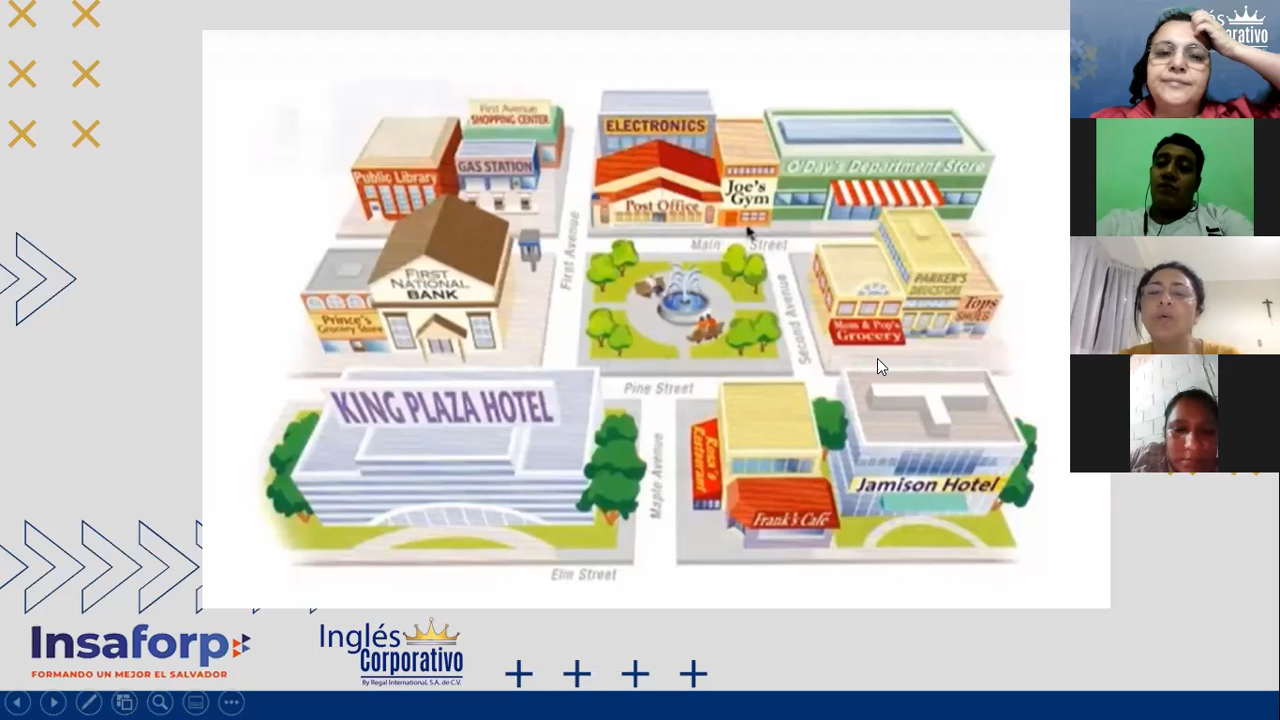 First Avenue
SHOPPING CENTER
GAS STATION
Public Library
ELECTRONICS
Post Office
Joe's
Gym
O'Day's Department Store
Main Street
First Avenue
FIRST
NATIONAL
BANK
Prince's
Grocery Store
Second Avenue
PARKER'S
DRUGSTORE
Mom & Pop's
Grocery
Tops
SHOES
Pine Street
KING PLAZA HOTEL
Maple Avenue
Rosa's
Restaurant
Frank's Café
Jamison Hotel
Elm Street
Insaforp
FORMANDO UN MEJOR EL SALVADOR
Inglés
Corporativo
By Regal International, S.A. de C.V.